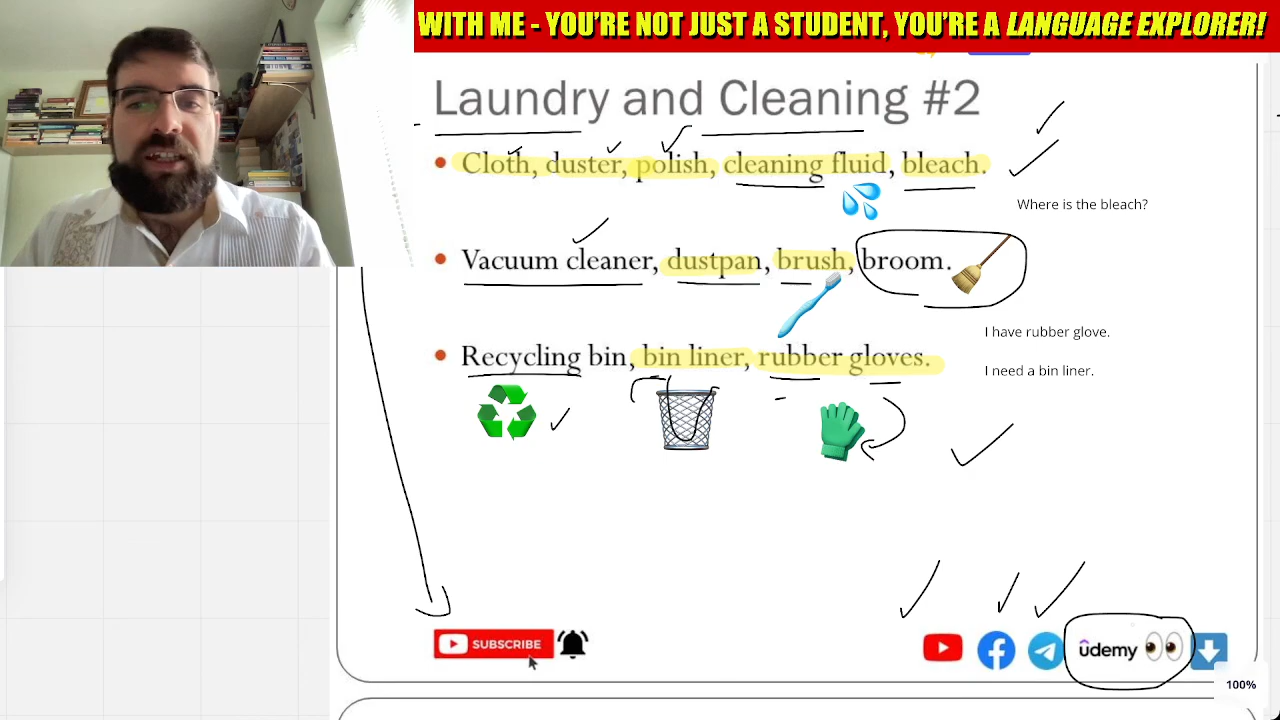 WITH ME - YOU'RE NOT JUST A STUDENT, YOU'RE A LANGUAGE EXPLORER!
Laundry and Cleaning #2
Cloth, duster, polish, cleaning fluid, bleach.
Where is the bleach?
Vacuum cleaner, dustpan, brush, broom.
I have rubber glove.
Recycling bin, bin liner, rubber gloves.
I need a bin liner.
SUBSCRIBE
udemy
100%